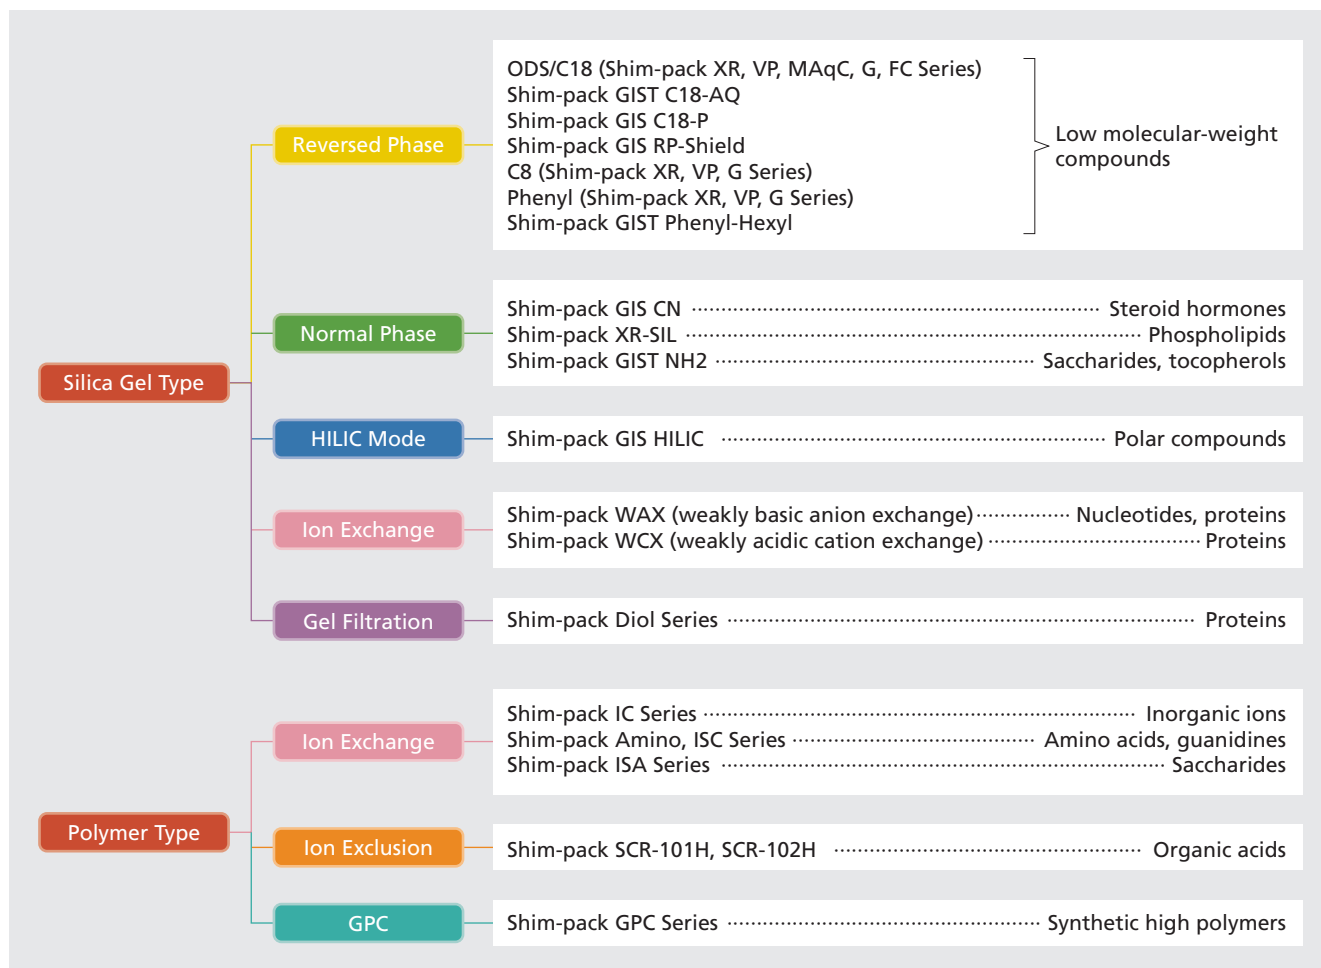 Silica Gel Type
Reversed Phase
ODS/C18 (Shim-pack XR, VP, MAqC, G, FC Series)
Shim-pack GIST C18-AQ
Shim-pack GIS C18-P
Shim-pack GIS RP-Shield
C8 (Shim-pack XR, VP, G Series)
Phenyl (Shim-pack XR, VP, G Series)
Shim-pack GIST Phenyl-Hexyl
Low molecular-weight
compounds
Normal Phase
Shim-pack GIS CN Steroid hormones
Shim-pack XR-SIL Phospholipids
Shim-pack GIST NH2 Saccharides, tocopherols
HILIC Mode
Shim-pack GIS HILIC Polar compounds
Ion Exchange
Shim-pack WAX (weakly basic anion exchange) Nucleotides, proteins
Shim-pack WCX (weakly acidic cation exchange) Proteins
Gel Filtration
Shim-pack Diol Series Proteins
Polymer Type
Ion Exchange
Shim-pack IC Series Inorganic ions
Shim-pack Amino, ISC Series Amino acids, guanidines
Shim-pack ISA Series Saccharides
Ion Exclusion
Shim-pack SCR-101H, SCR-102H Organic acids
GPC
Shim-pack GPC Series Synthetic high polymers